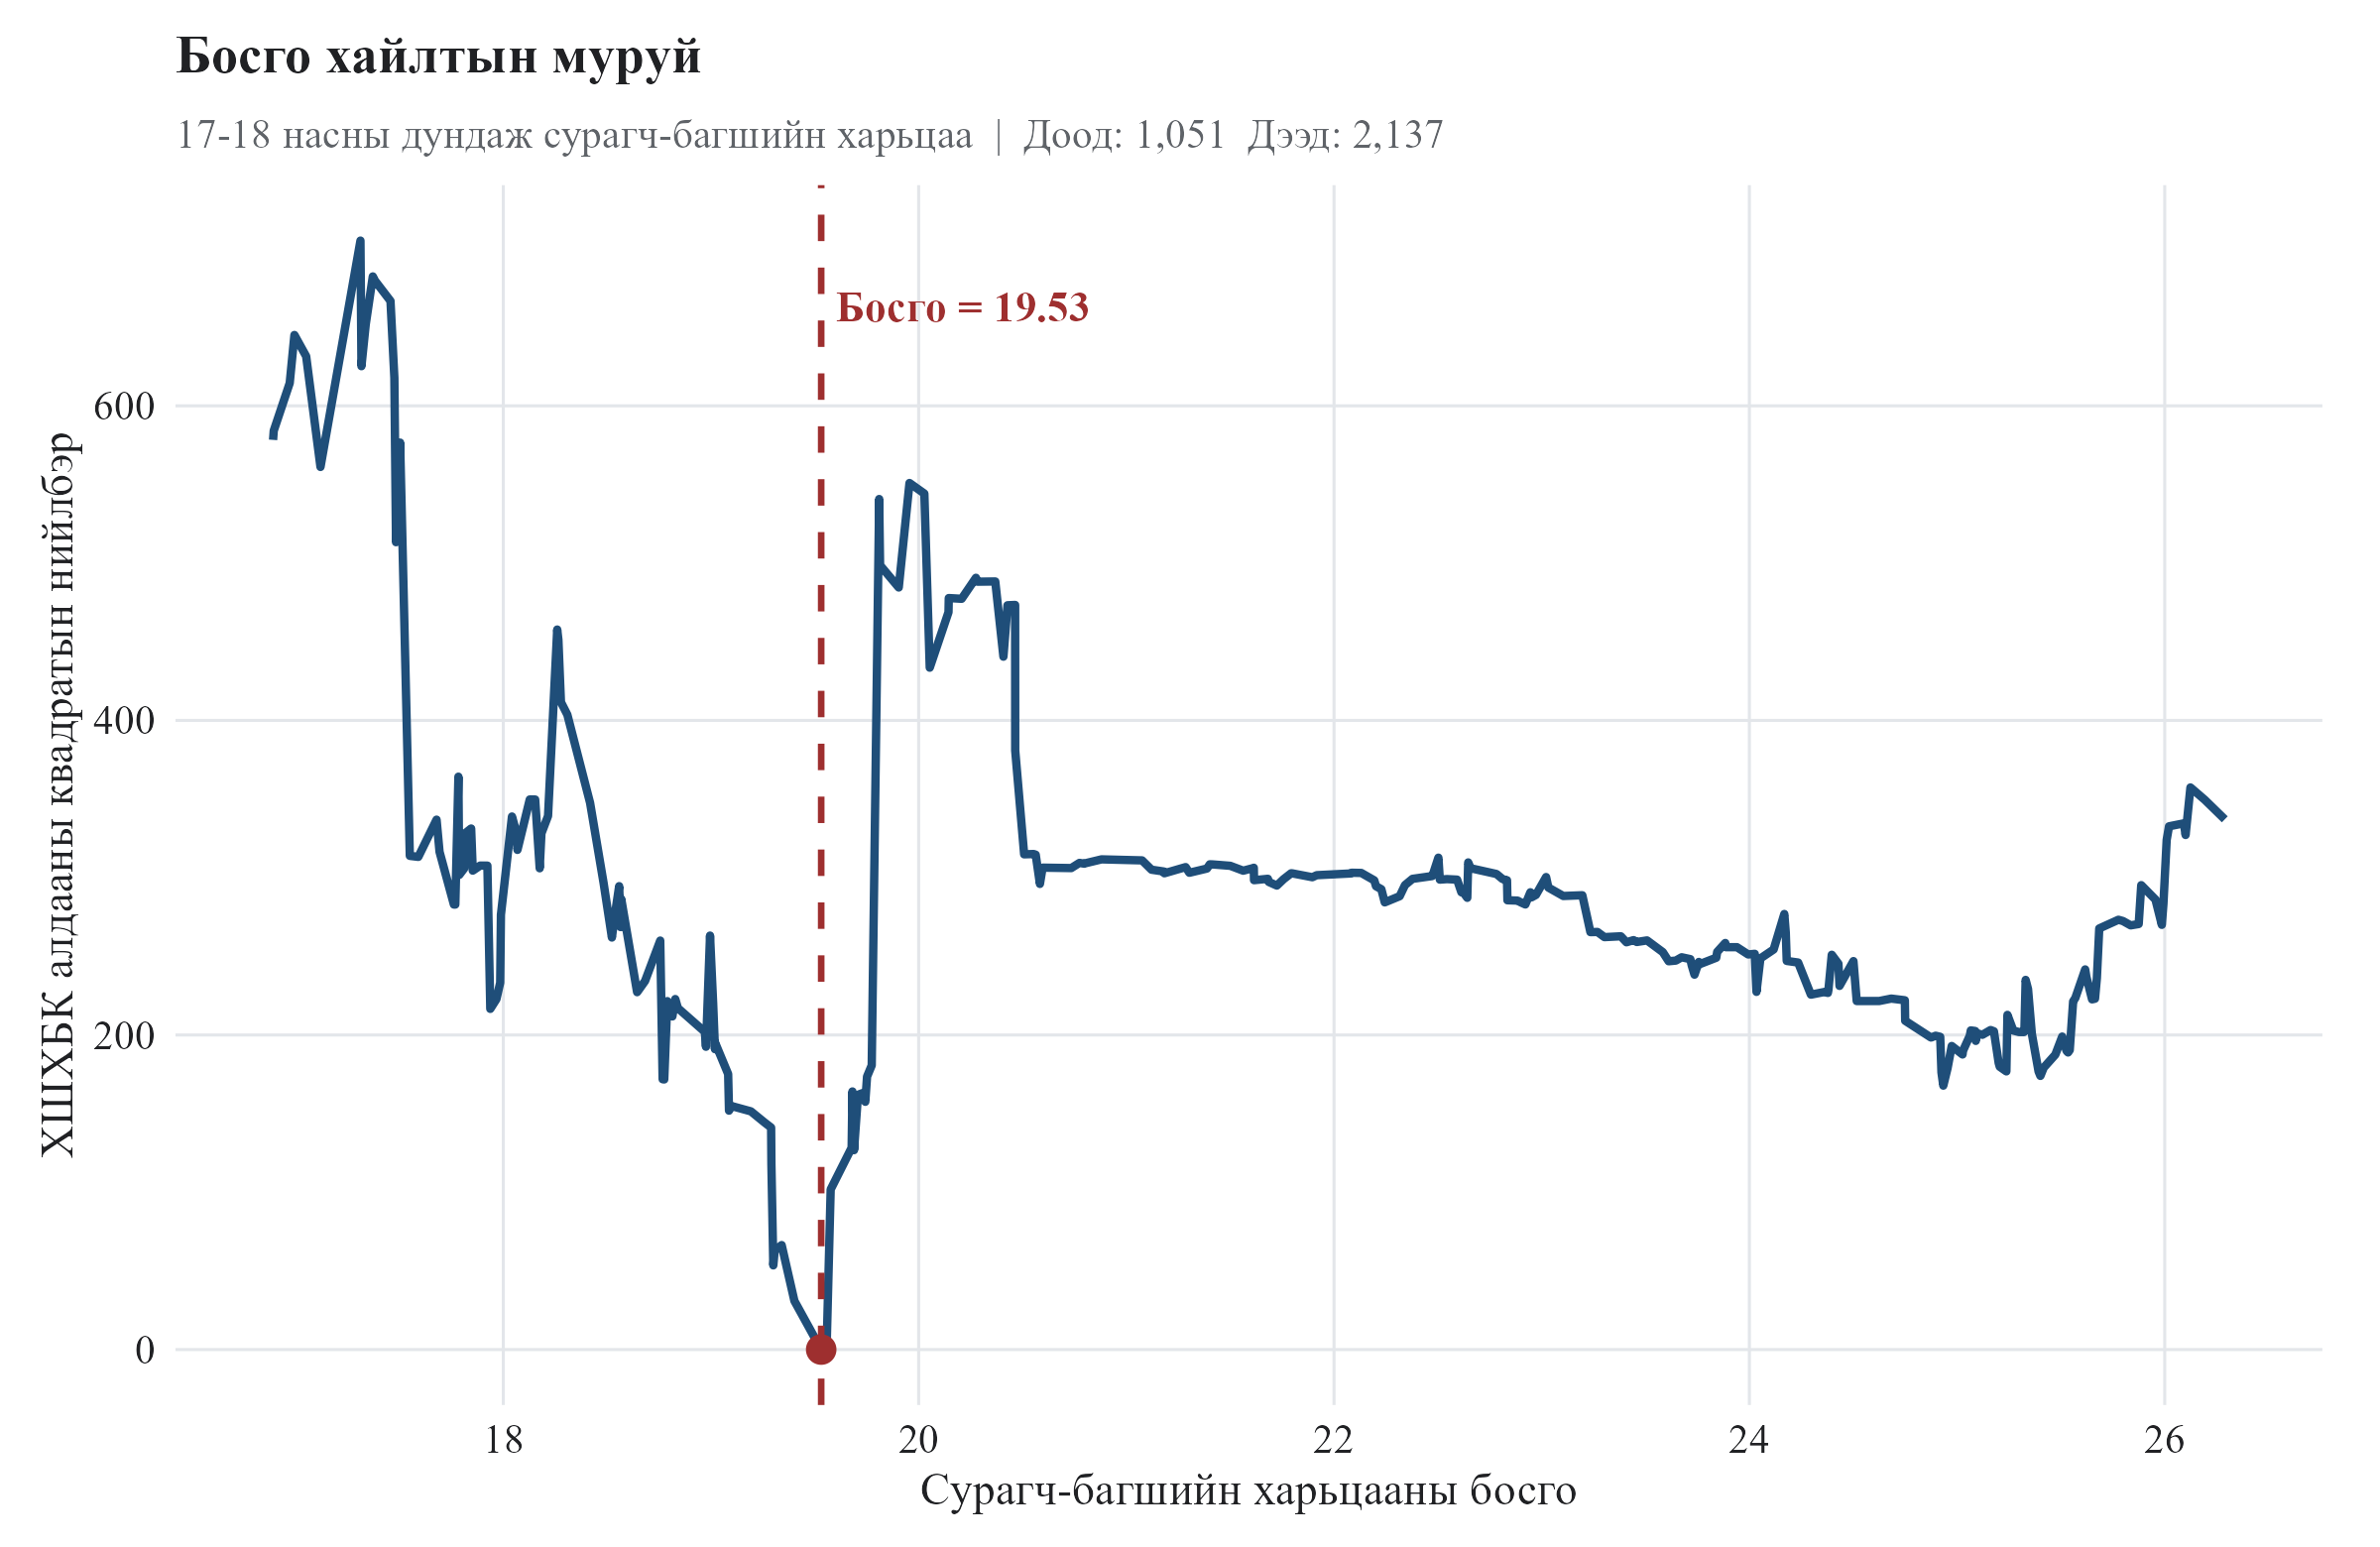 Босго хайлтын муруй
17-18 насны дундаж сурагч-багшийн харьцаа | Доод: 1,051 Дээд: 2,137
Босго = 19.53
ХШХБК алдааны квадратын нийлбэр
600
400
200
0
18
20
22
24
26
Сурагч-багшийн харьцааны босго